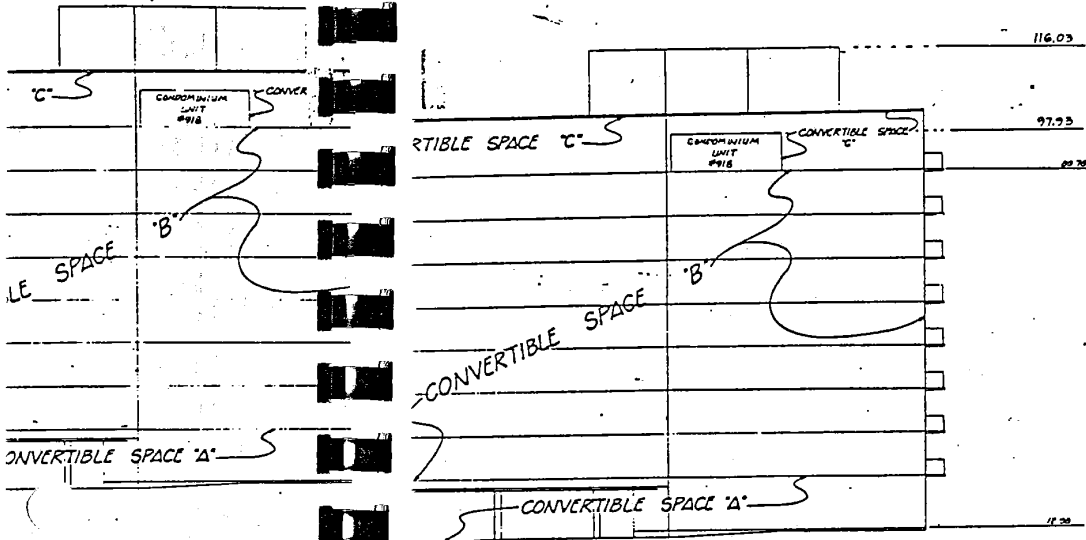 "C"
CONDOMINIUM
UNIT
#918
CONVER
"B"
LE SPACE
ONVERTIBLE SPACE "A"
RTIBLE SPACE "C"
CONDOMINIUM
UNIT
#918
CONVERTIBLE SPACE
"C"
"B"
CONVERTIBLE SPACE
CONVERTIBLE SPACE "A"
116.03
97.93